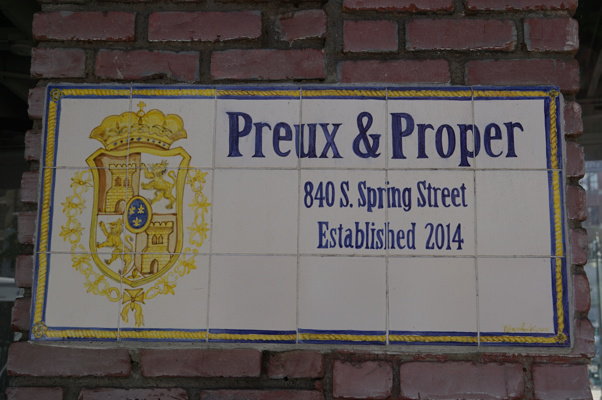 Preux & Proper
840 S. Spring Street
Established 2014